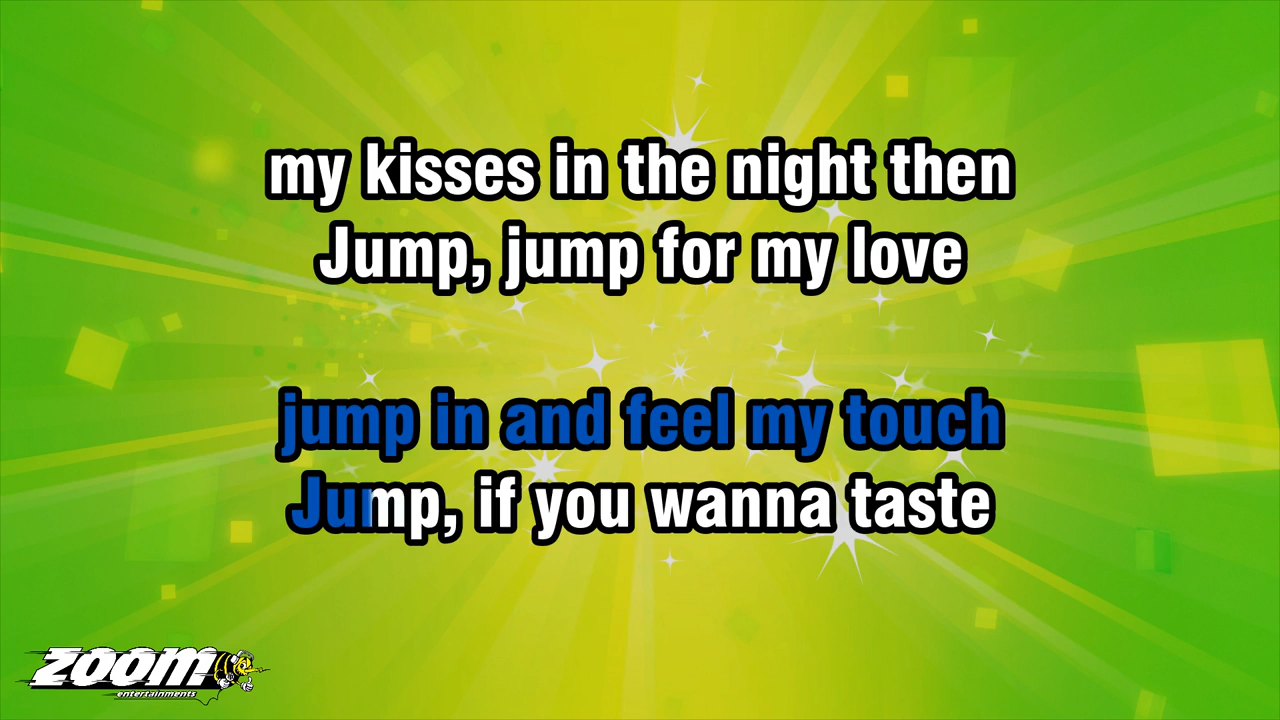 my kisses in the night then
Jump, jump for my love
jump in and feel my touch
Jump, if you wanna taste
zoom
entertainments